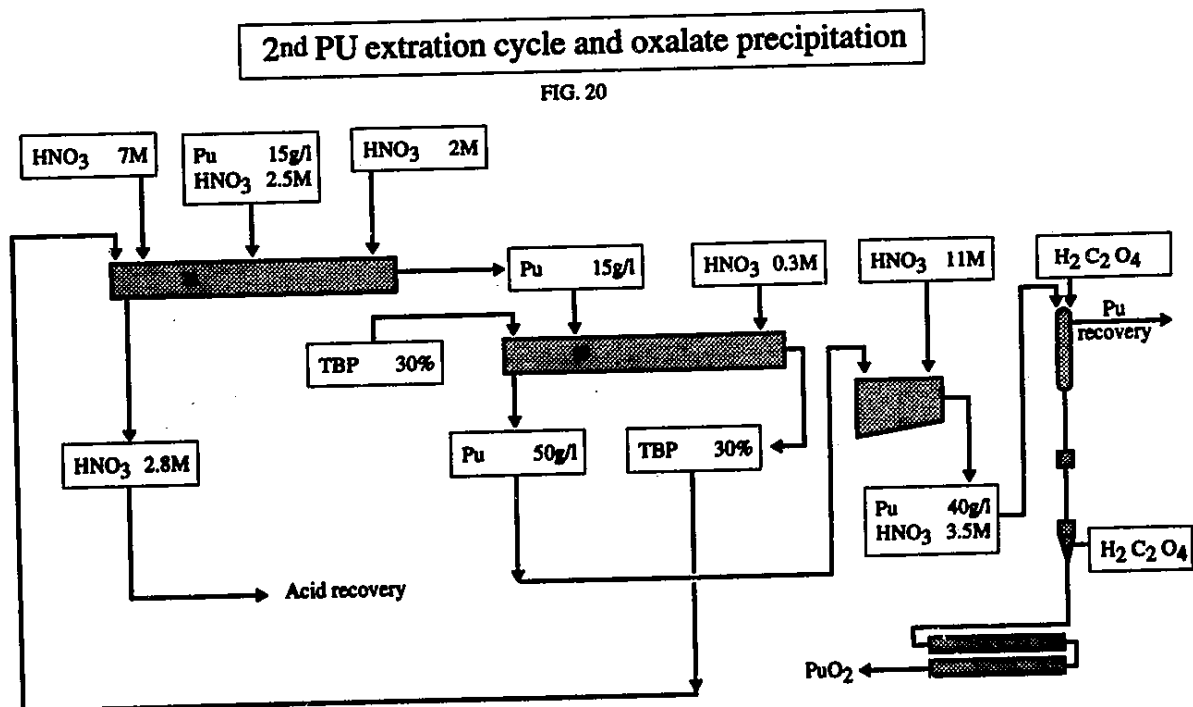 2nd PU extration cycle and oxalate precipitation
FIG. 20
HNO3 7M
Pu 15g/l
HNO3 2.5M
HNO3 2M
Pu 15g/l
HNO3 0.3M
HNO3 11M
H2 C2 O4
Pu
recovery
TBP 30%
HNO3 2.8M
Pu 50g/l
TBP 30%
Pu 40g/l
HNO3 3.5M
H2 C2 O4
Acid recovery
PuO2